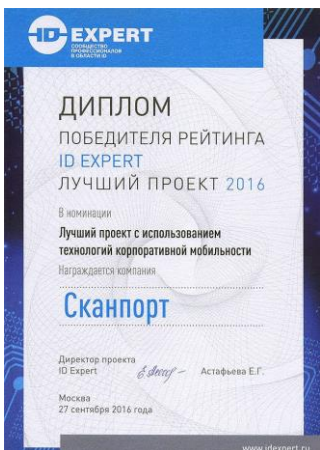 ID EXPERT
СООБЩЕСТВО
ПРОФЕССИОНАЛОВ
В ОБЛАСТИ ID
ДИПЛОМ
ПОБЕДИТЕЛЯ РЕЙТИНГА
ID EXPERT
ЛУЧШИЙ ПРОЕКТ 2016
В номинации
Лучший проект с использованием
технологий корпоративной мобильности
Награждается компания
Сканпорт
Директор проекта
ID Expert
Астафьева Е.Г.
Москва
27 сентября 2016 года
www.idexpert.ru